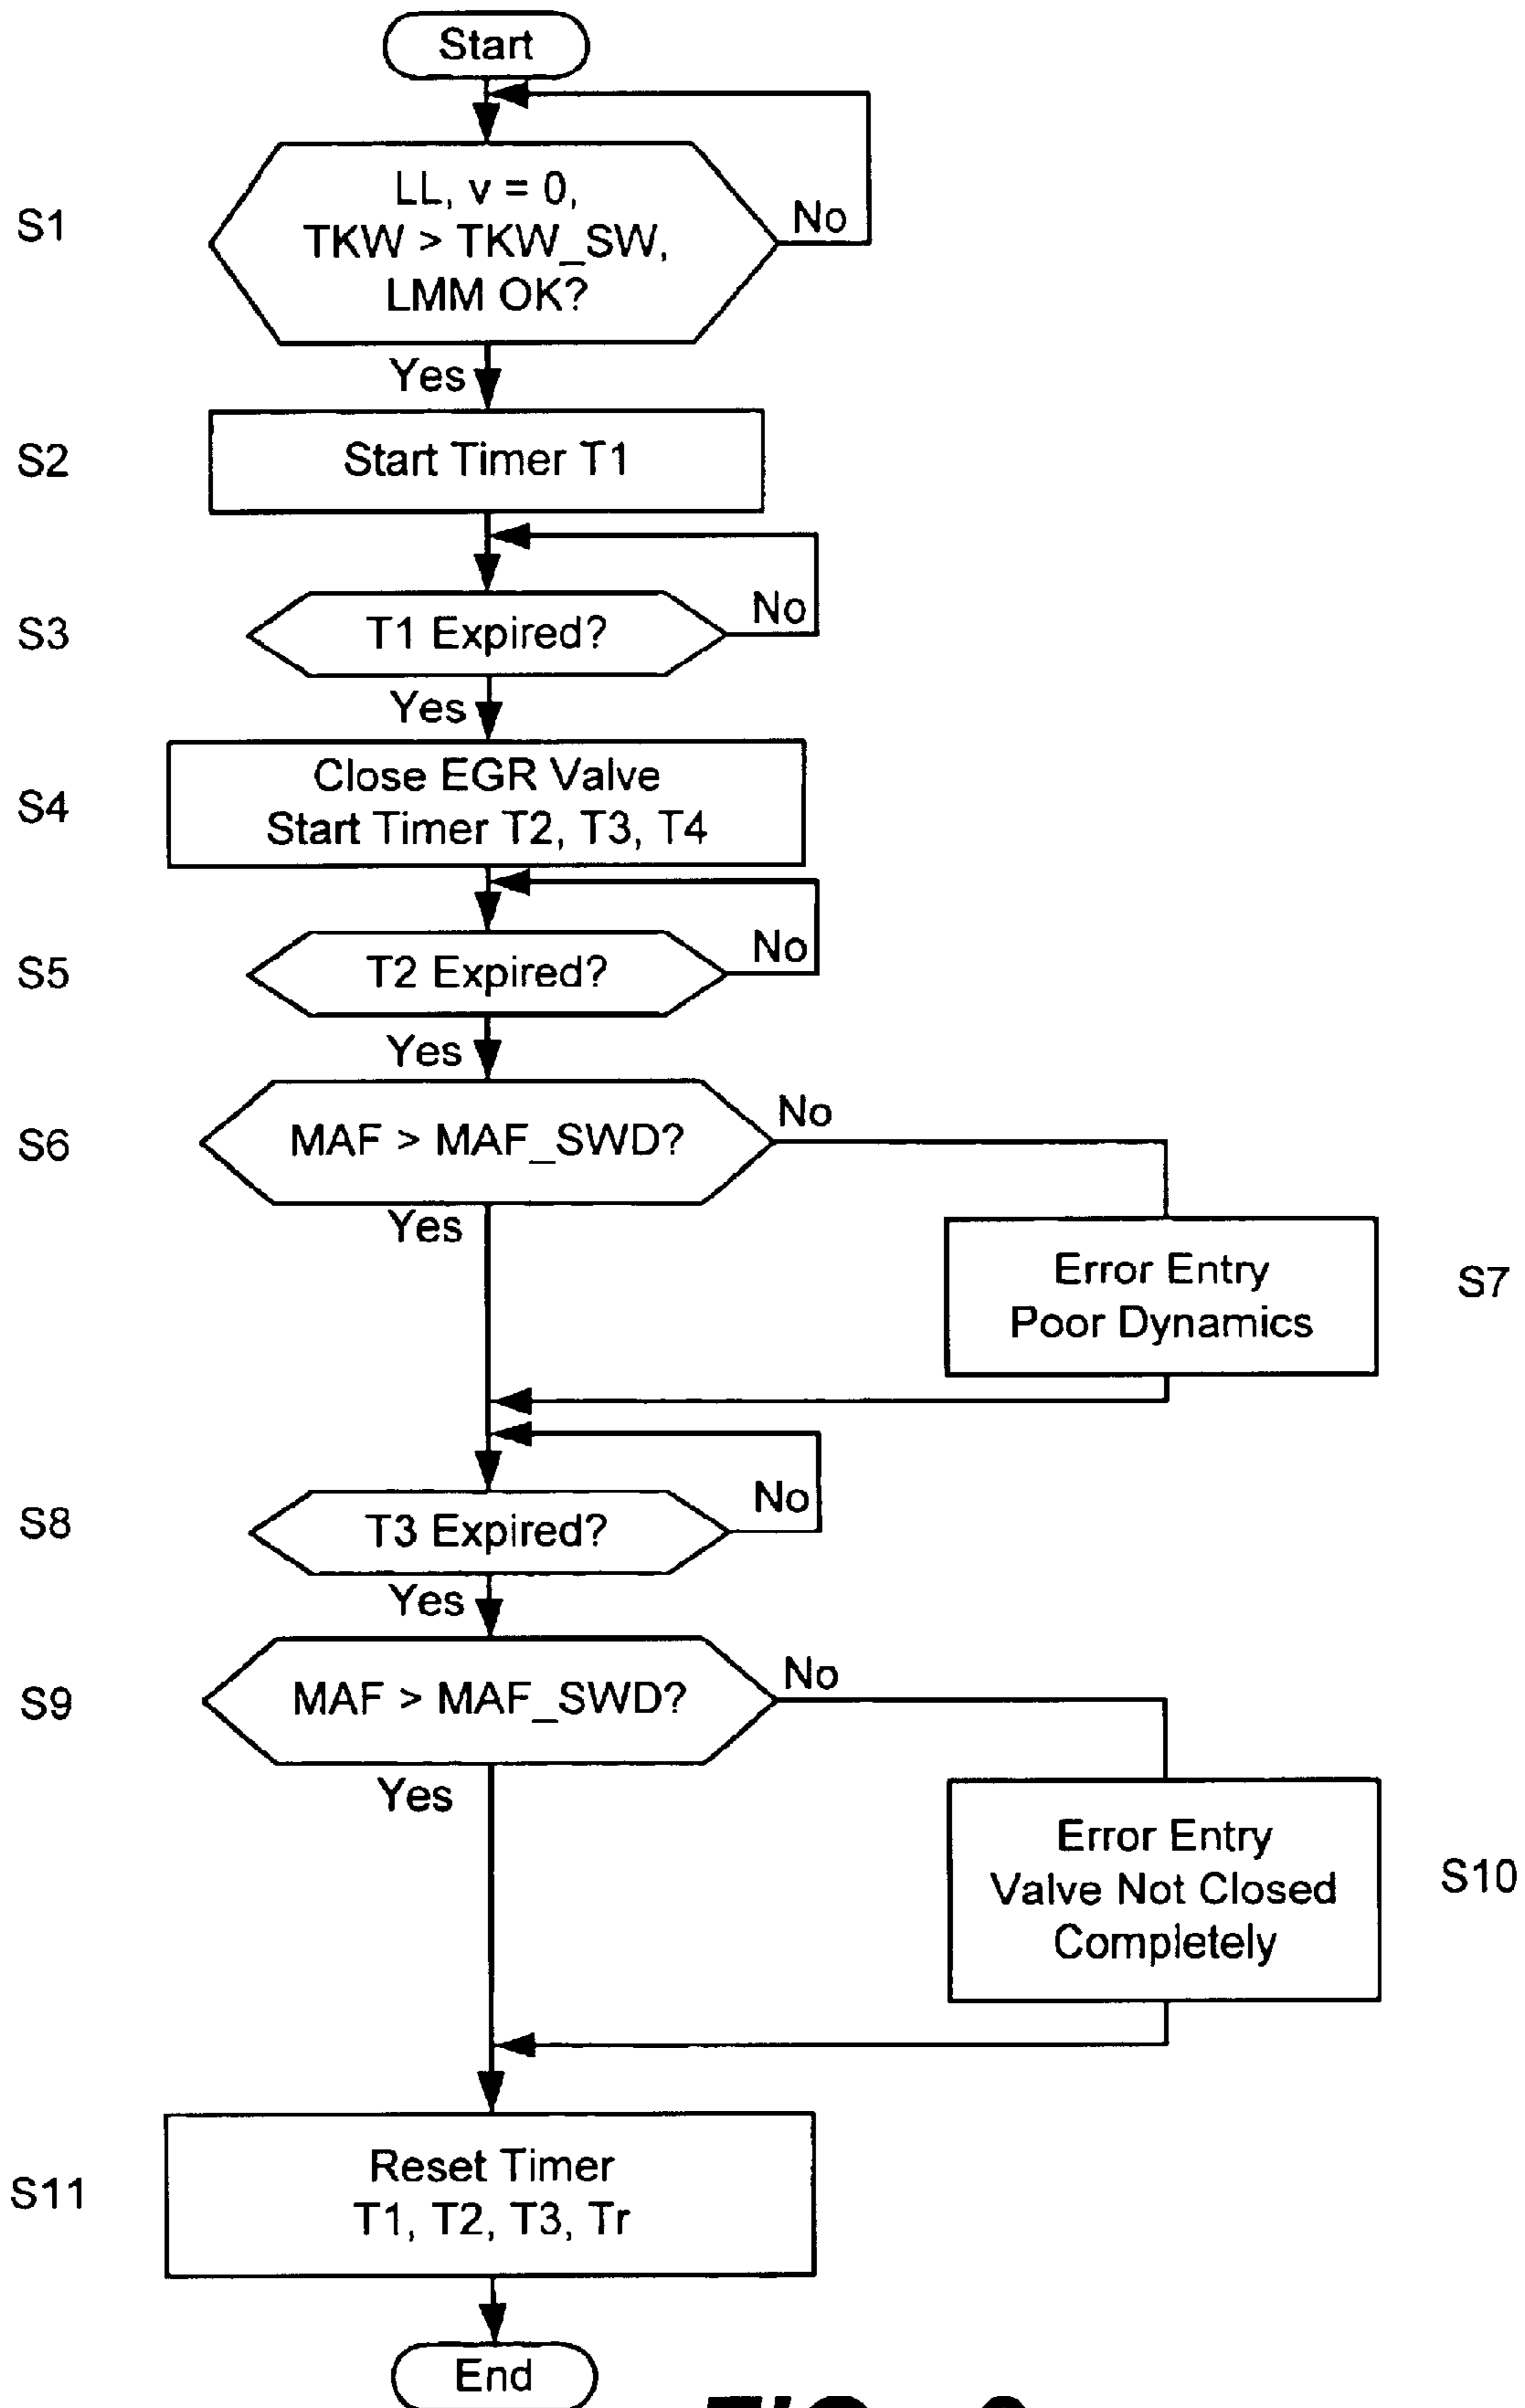 Start
LL, v = 0,
TKW > TKW_SW,
LMM OK?
No
S1
Yes
S2
Start Timer T1
S3
T1 Expired?
No
Yes
S4
Close EGR Valve
Start Timer T2, T3, T4
S5
T2 Expired?
No
Yes
S6
MAF > MAF_SWD?
No
Yes
Error Entry
Poor Dynamics
S7
S8
T3 Expired?
No
Yes
S9
MAF > MAF_SWD?
No
Yes
Error Entry
Valve Not Closed
Completely
S10
S11
Reset Timer
T1, T2, T3, Tr
End